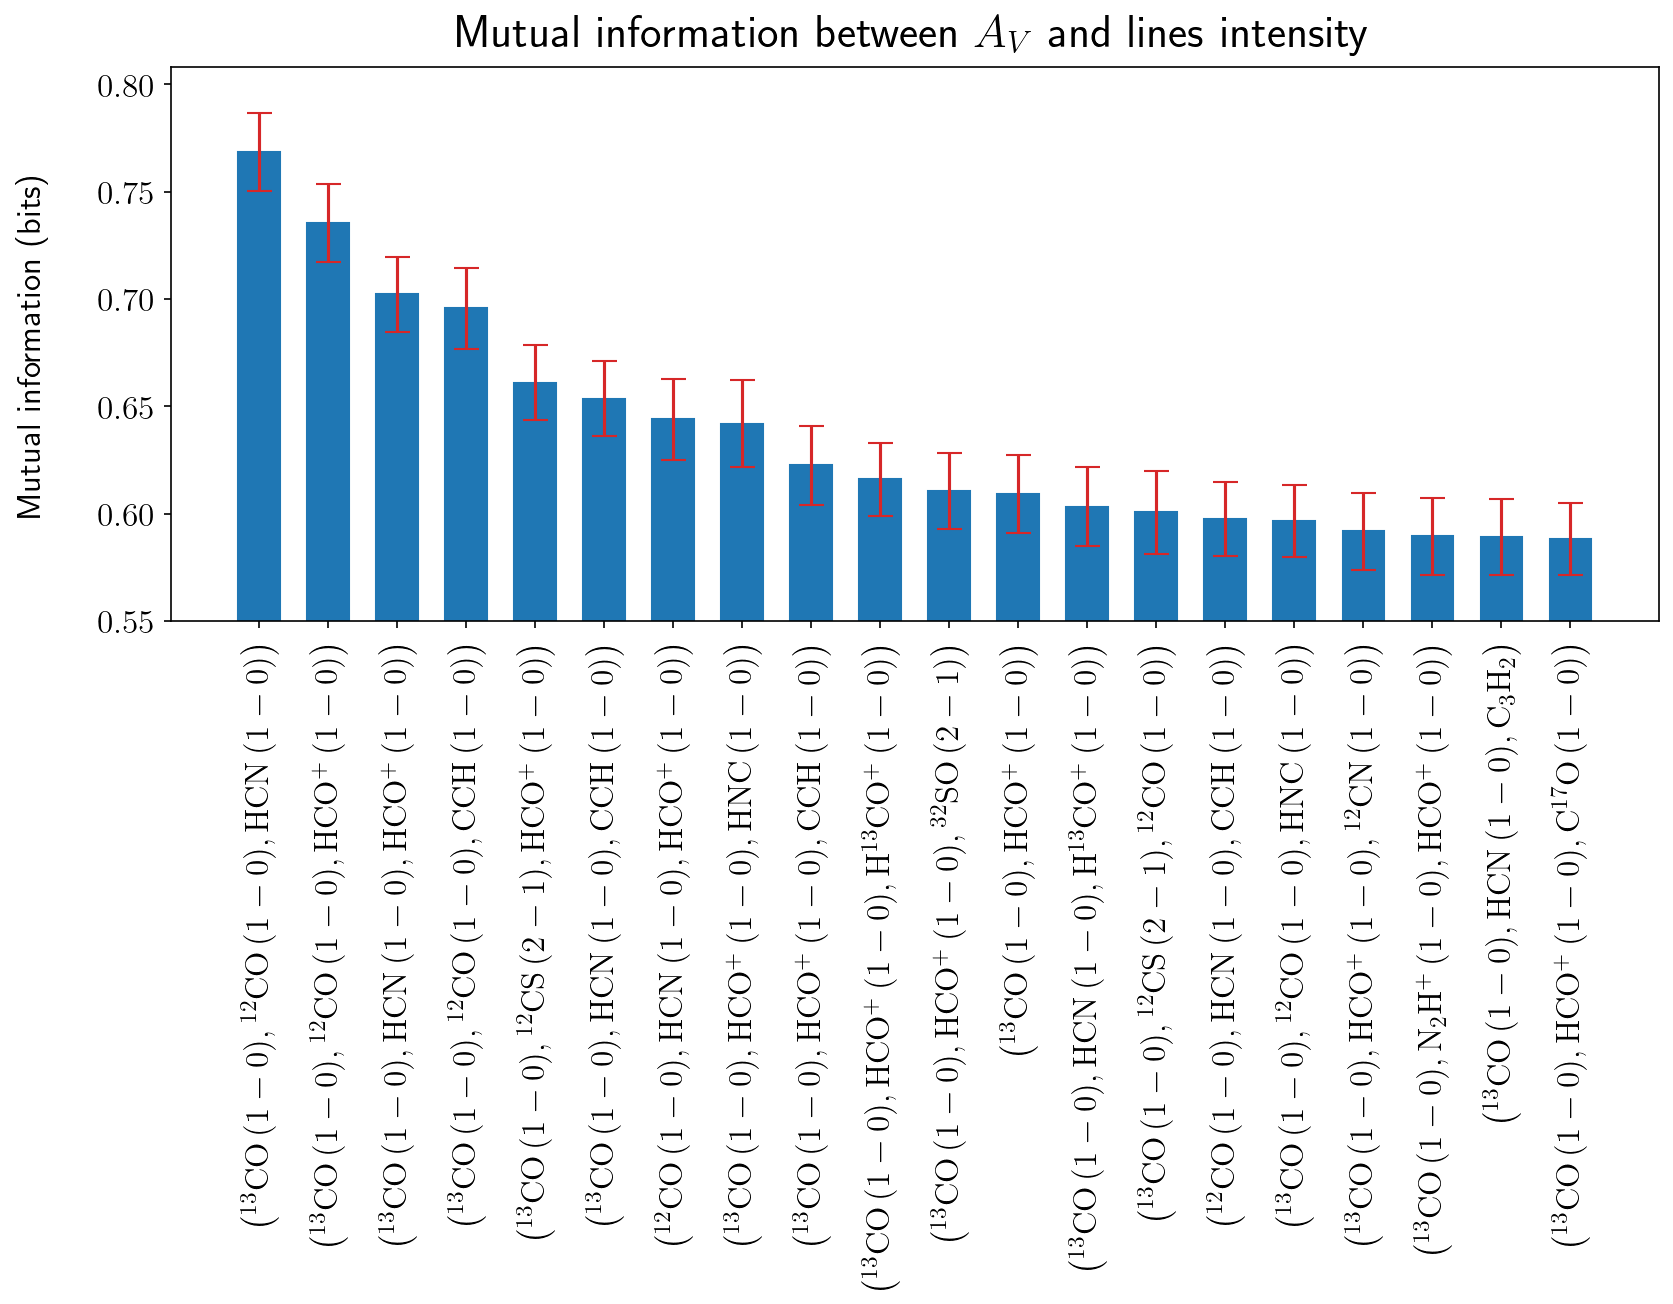 Mutual information between A_V and lines intensity
Mutual information (bits)
0.80
0.75
0.70
0.65
0.60
0.55
(¹³CO (1 − 0), ¹²CO (1 − 0), HCN (1 − 0))
(¹³CO (1 − 0), ¹²CO (1 − 0), HCO⁺ (1 − 0))
(¹³CO (1 − 0), HCN (1 − 0), HCO⁺ (1 − 0))
(¹³CO (1 − 0), ¹²CO (1 − 0), CCH (1 − 0))
(¹³CO (1 − 0), ¹²CS (2 − 1), HCO⁺ (1 − 0))
(¹³CO (1 − 0), HCN (1 − 0), CCH (1 − 0))
(¹²CO (1 − 0), HCN (1 − 0), HCO⁺ (1 − 0))
(¹³CO (1 − 0), HCO⁺ (1 − 0), HNC (1 − 0))
(¹³CO (1 − 0), HCO⁺ (1 − 0), CCH (1 − 0))
(¹³CO (1 − 0), HCO⁺ (1 − 0), H¹³CO⁺ (1 − 0))
(¹³CO (1 − 0), HCO⁺ (1 − 0), ³²SO (2 − 1))
(¹³CO (1 − 0), HCO⁺ (1 − 0))
(¹³CO (1 − 0), HCN (1 − 0), H¹³CO⁺ (1 − 0))
(¹³CO (1 − 0), ¹²CS (2 − 1), ¹²CO (1 − 0))
(¹²CO (1 − 0), HCN (1 − 0), CCH (1 − 0))
(¹³CO (1 − 0), ¹²CO (1 − 0), HNC (1 − 0))
(¹³CO (1 − 0), HCO⁺ (1 − 0), ¹²CN (1 − 0))
(¹³CO (1 − 0), N₂H⁺ (1 − 0), HCO⁺ (1 − 0))
(¹³CO (1 − 0), HCN (1 − 0), C₃H₂)
(¹³CO (1 − 0), HCO⁺ (1 − 0), C¹⁷O (1 − 0))